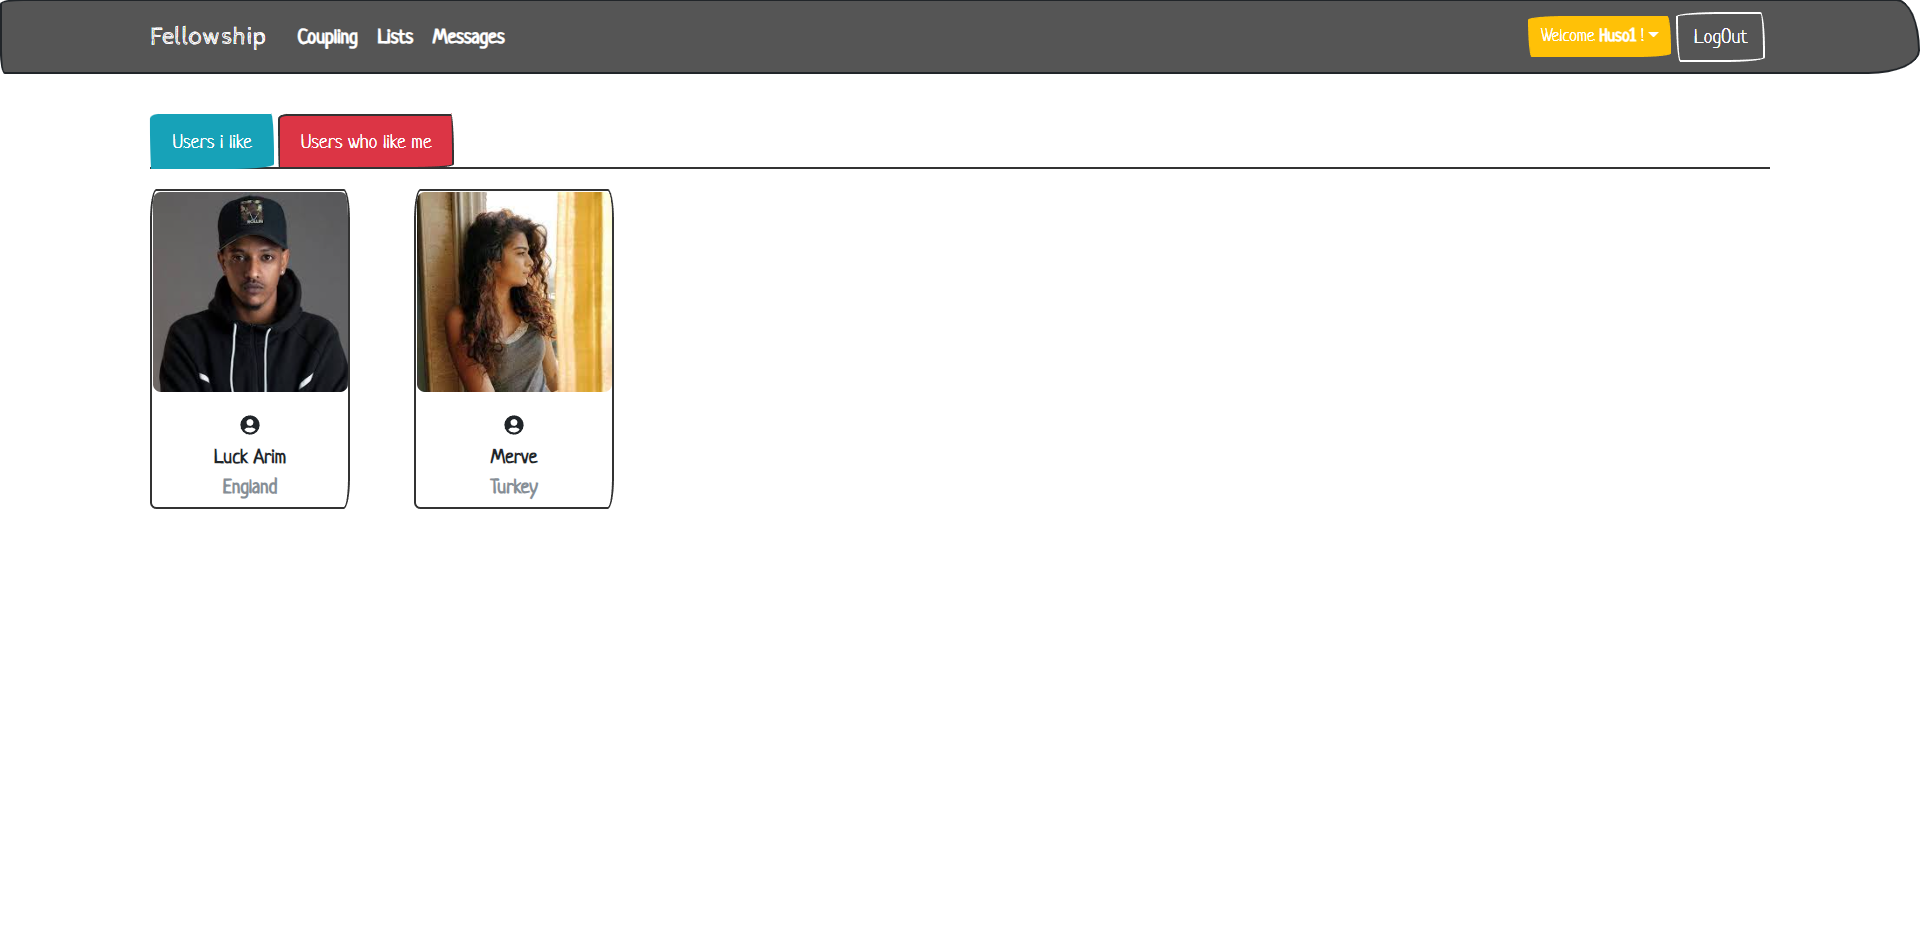 Fellowship Coupling Lists Messages Welcome Huso1 ! LogOut
Users i like Users who like me
Luck Arim
England
Merve
Turkey